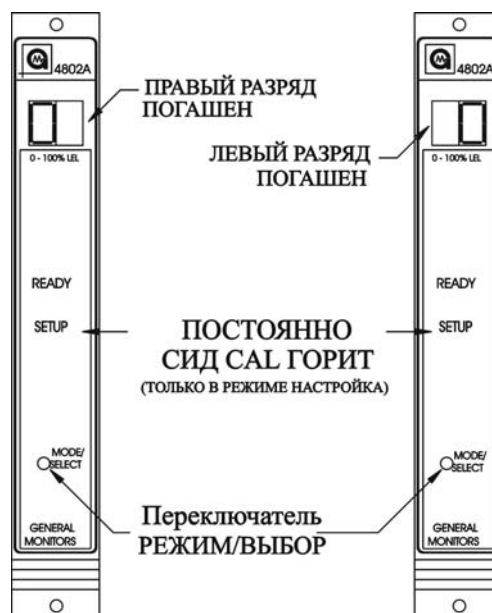 4802A
0 - 100% LEL
READY
SETUP
MODE/
SELECT
GENERAL
MONITORS
ПРАВЫЙ РАЗРЯД
ПОГАШЕН
ЛЕВЫЙ РАЗРЯД
ПОГАШЕН
ПОСТОЯННО
СИД CAL ГОРИТ
(ТОЛЬКО В РЕЖИМЕ НАСТРОЙКА)
Переключатель
РЕЖИМ/ВЫБОР
4802A
0 - 100% LEL
READY
SETUP
MODE/
SELECT
GENERAL
MONITORS